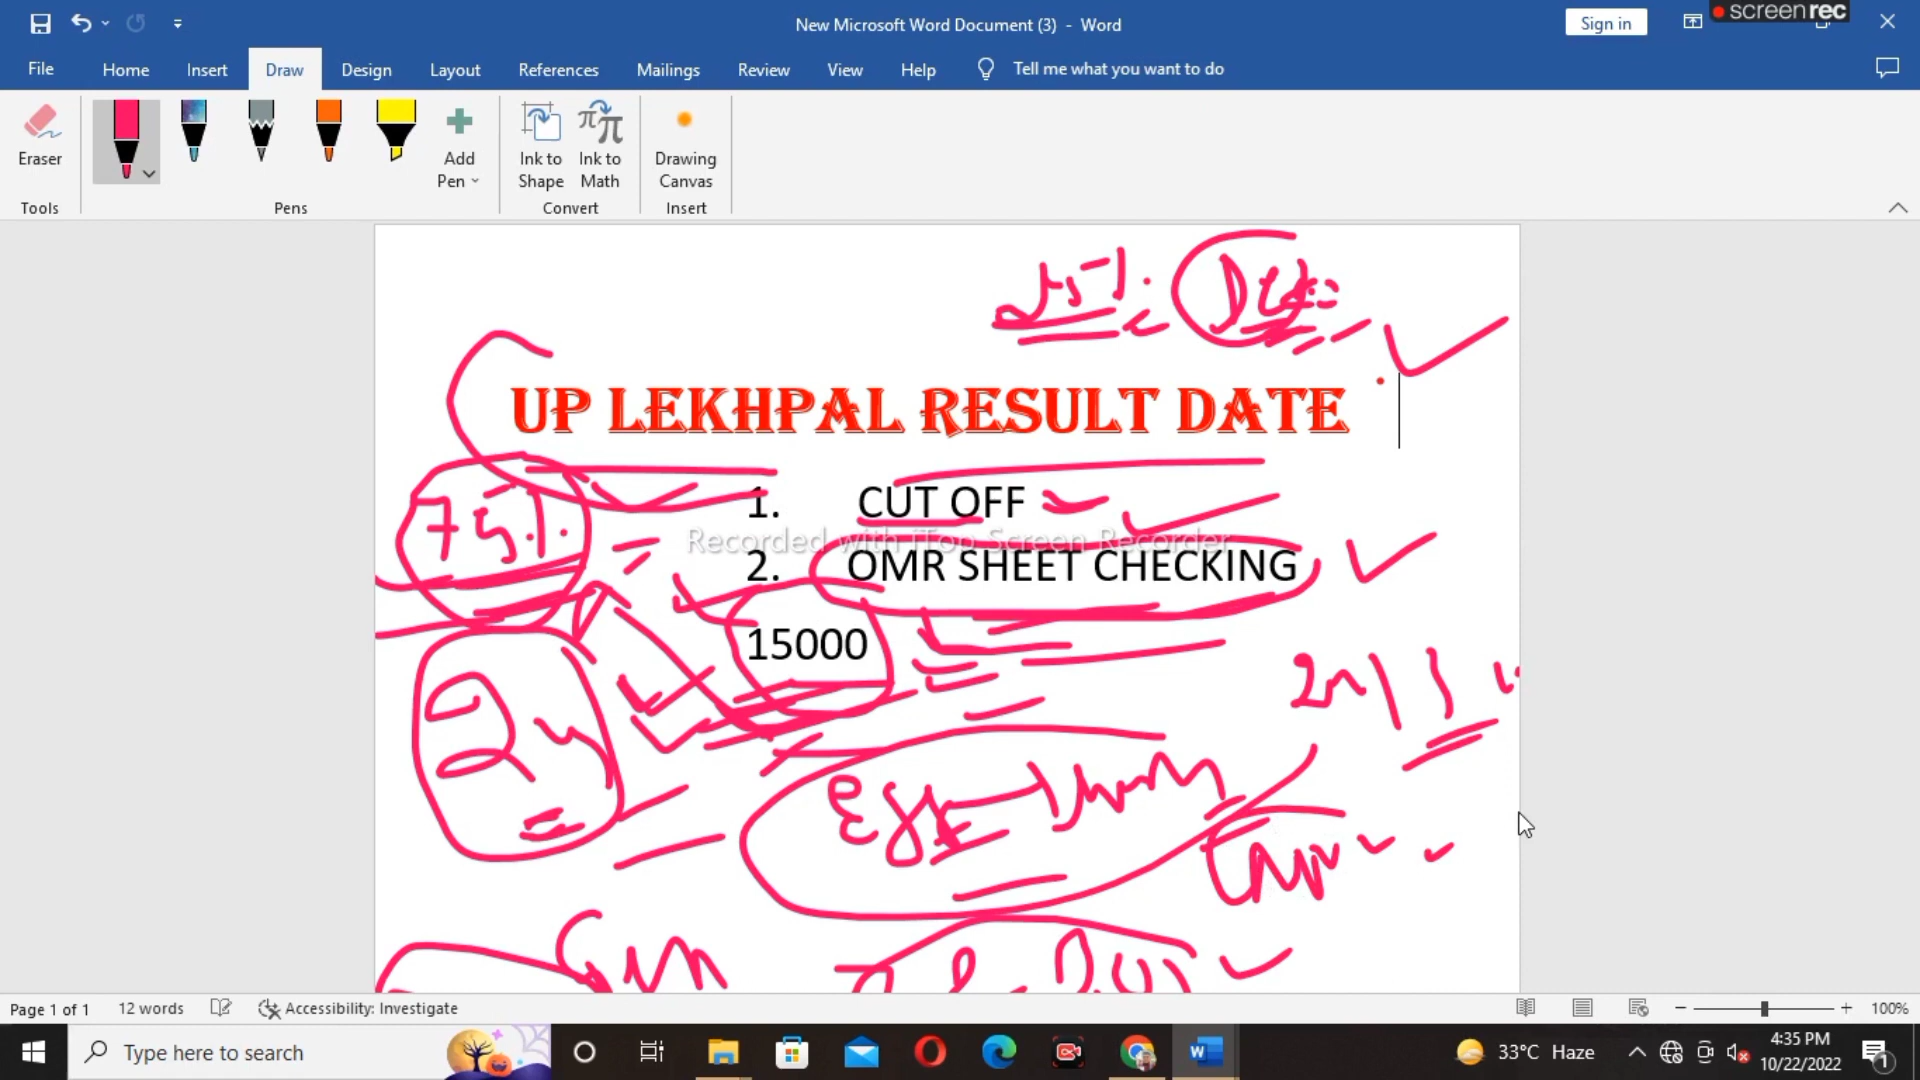 New Microsoft Word Document (3) - Word
Sign in
screenrec
File Home Insert Draw Design Layout References Mailings Review View Help Tell me what you want to do
Eraser
Add Pen
Ink to Shape
Ink to Math
Drawing Canvas
Tools Pens Convert Insert
UP LEKHPAL RESULT DATE
75%.
1. CUT OFF
Recorded with iTop Screen Recorder
2. OMR SHEET CHECKING
15000
Page 1 of 1 12 words Accessibility: Investigate 100%
Type here to search
33°C Haze
4:35 PM
10/22/2022
1